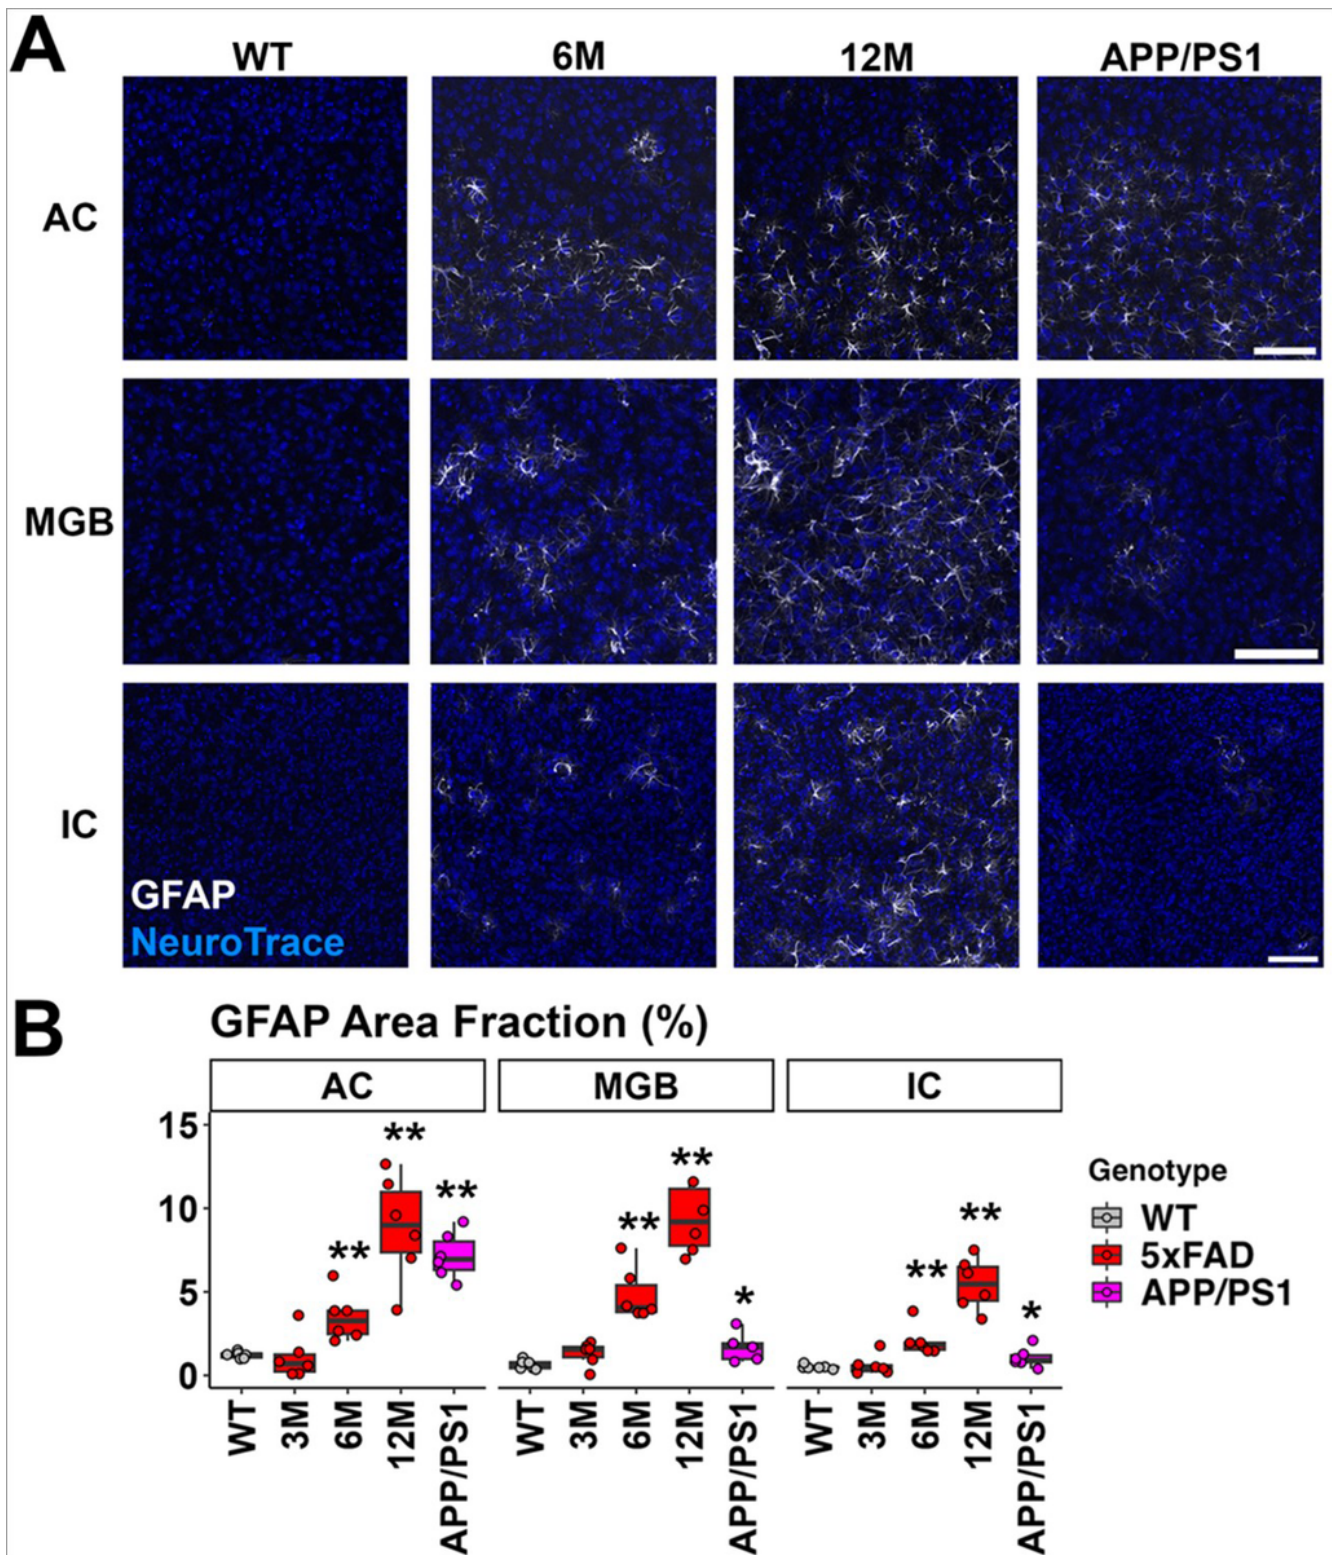 A
WT 6M 12M APP/PS1
AC
MGB
IC
GFAP
NeuroTrace
B
GFAP Area Fraction (%)
AC MGB IC
15
10
5
0
** ** ** ** ** * ** ** *
WT 3M 6M 12M APP/PS1 WT 3M 6M 12M APP/PS1 WT 3M 6M 12M APP/PS1
Genotype
WT
5xFAD
APP/PS1